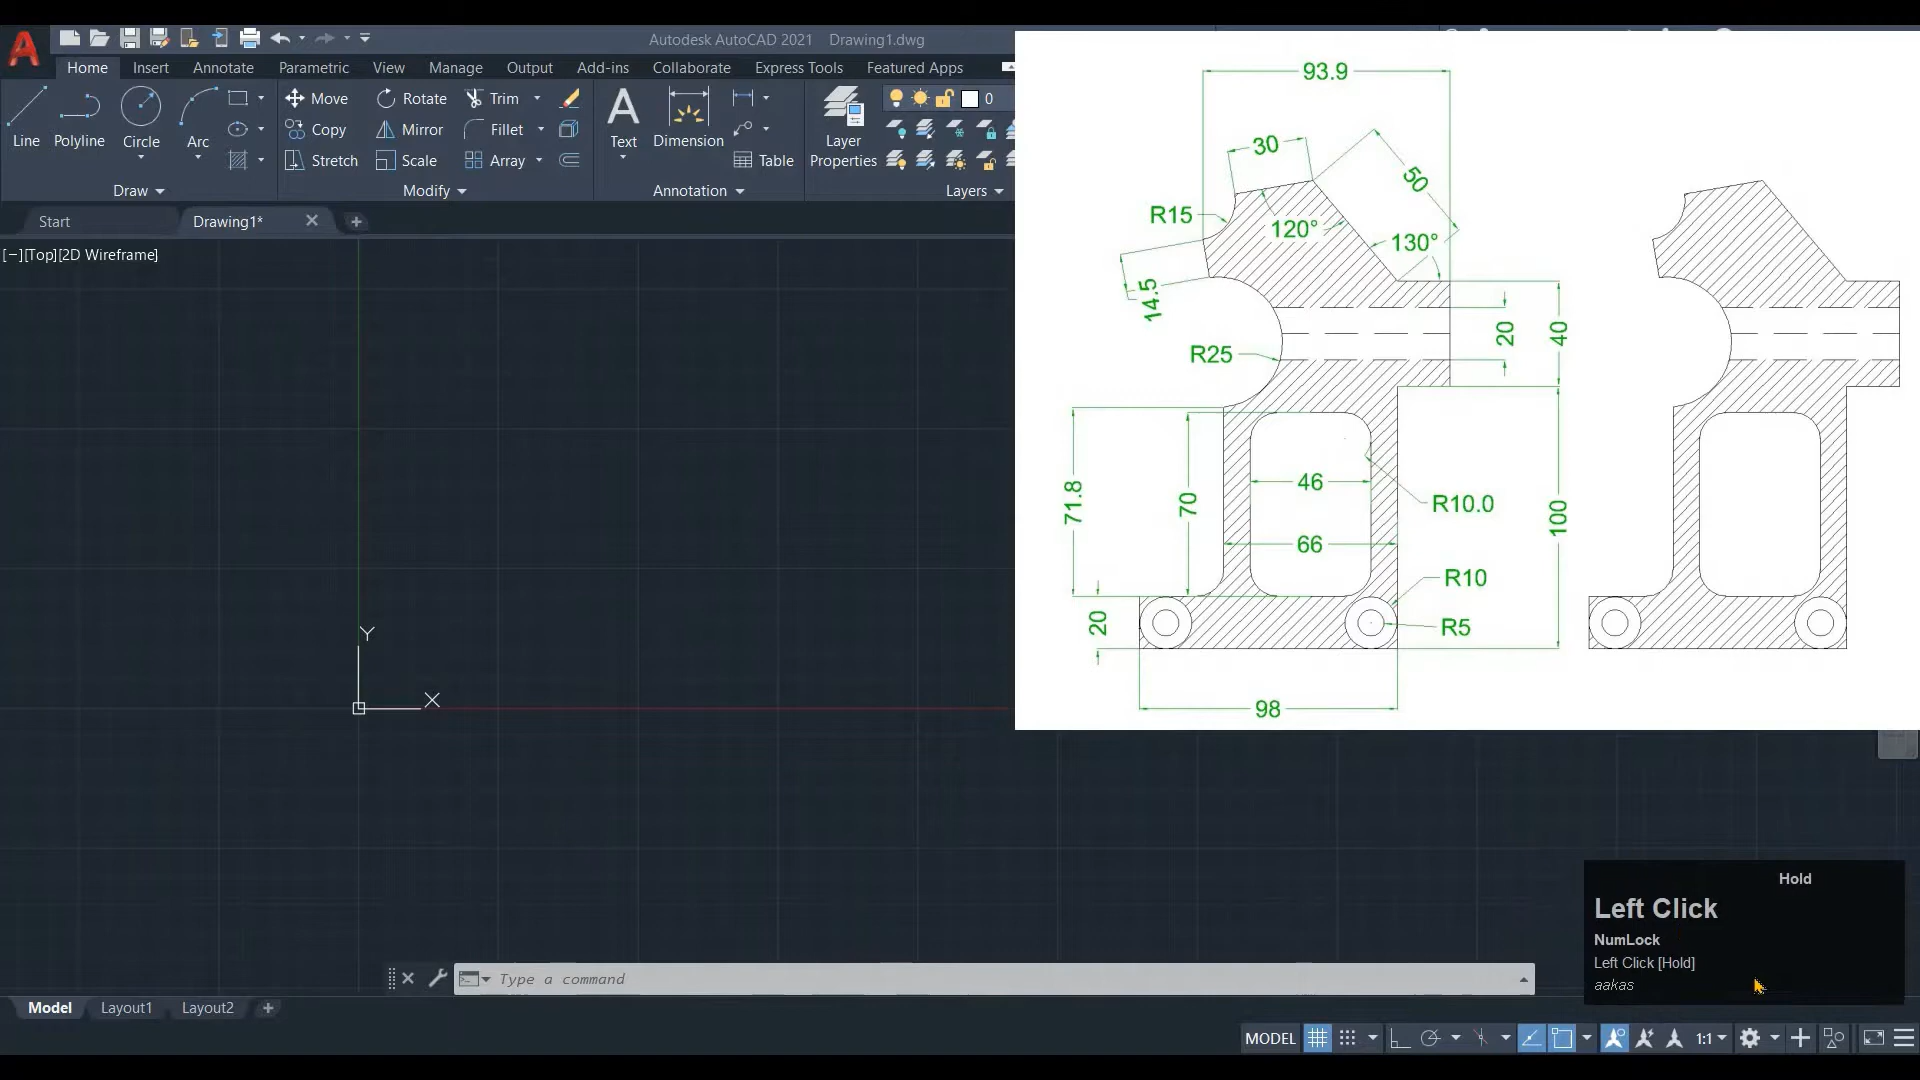 Autodesk AutoCAD 2021 Drawing1.dwg
Home Insert Annotate Parametric View Manage Output Add-ins Collaborate Express Tools Featured Apps
Line Polyline Circle Arc
Move Rotate Trim
Copy Mirror Fillet
Stretch Scale Array
Text Dimension Table
Layer Properties
0
Draw Modify Annotation Layers
Start Drawing1*
[−][Top][2D Wireframe]
Y
X
93.9
30
50
R15
120°
130°
14.5
R25
20
40
71.8
70
46
R10.0
66
100
R10
20
R5
98
Hold
Left Click
NumLock
Left Click [Hold]
aakas
Type a command
Model Layout1 Layout2
MODEL 1:1